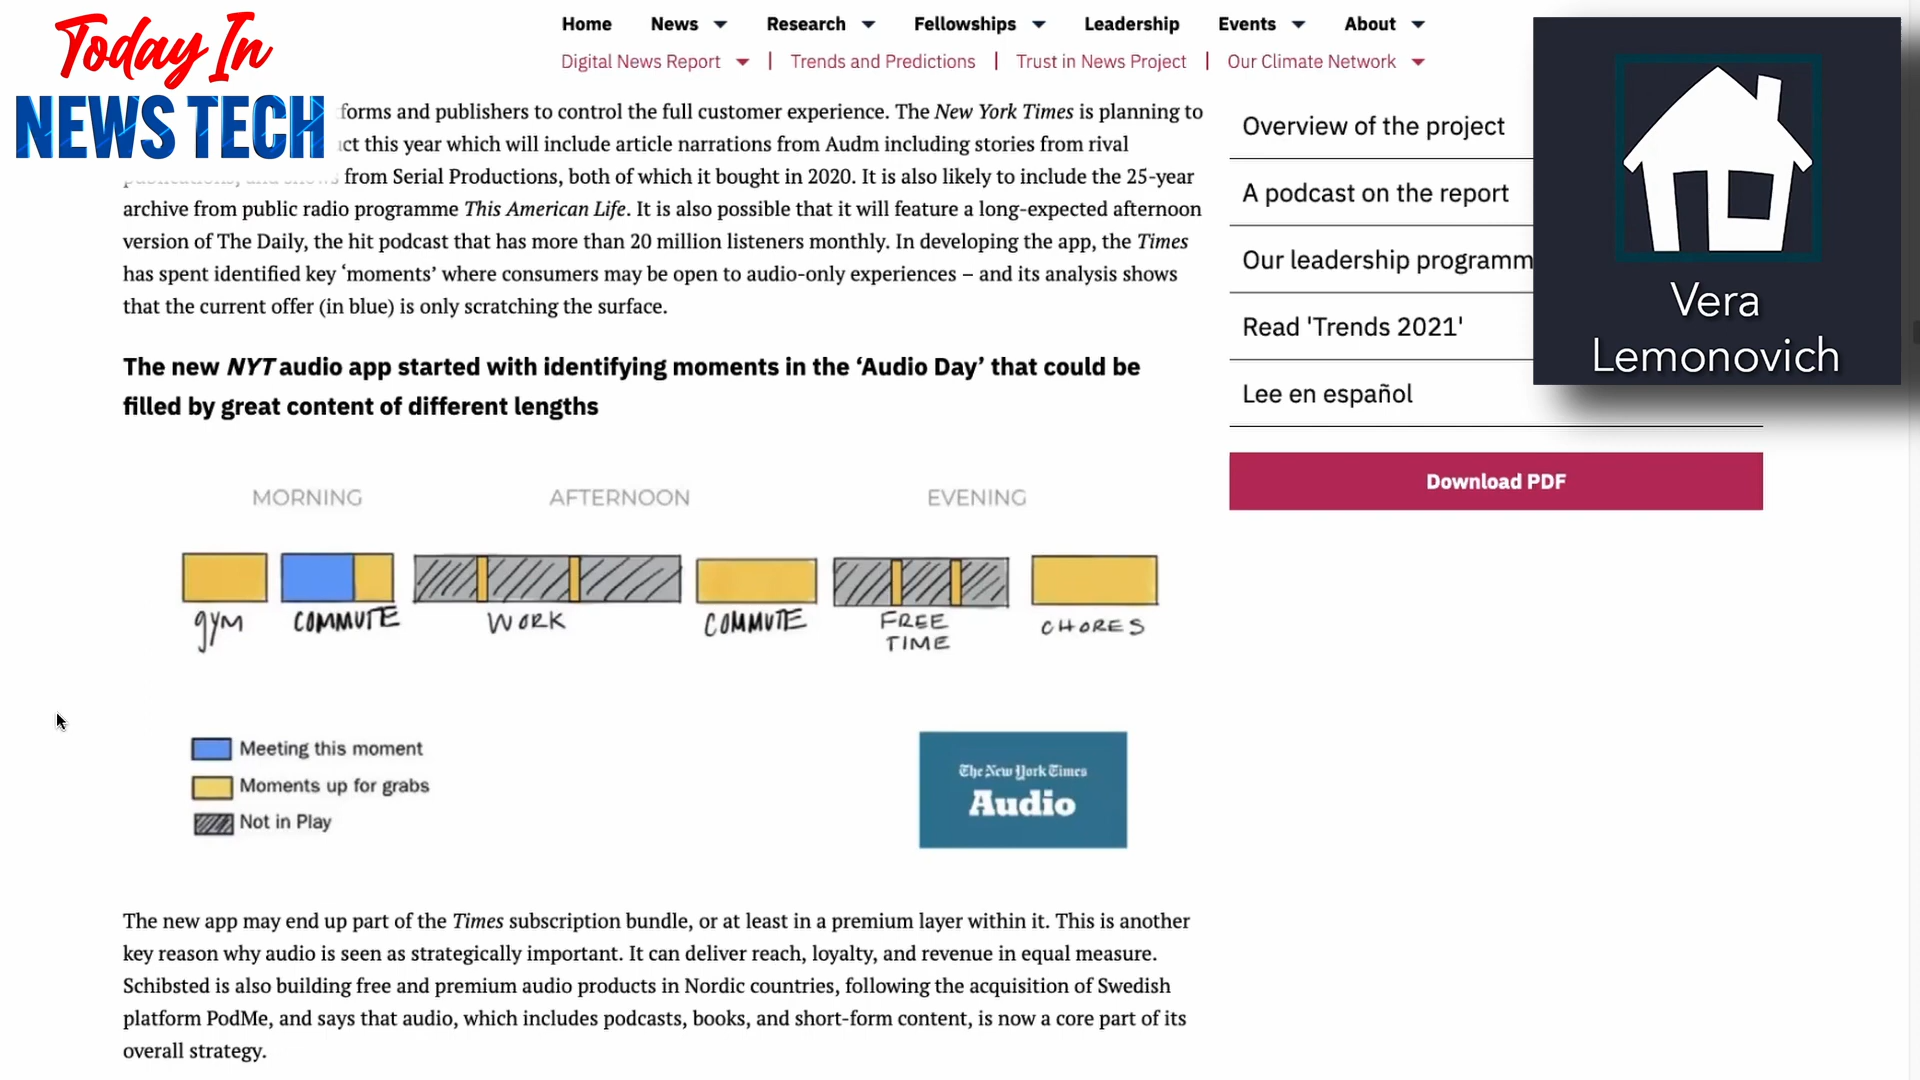 Today In
NEWS TECH
Home News Research Fellowships Leadership Events About
Digital News Report | Trends and Predictions | Trust in News Project | Our Climate Network
forms and publishers to control the full customer experience. The New York Times is planning to
this year which will include article narrations from Audm including stories from rival
from Serial Productions, both of which it bought in 2020. It is also likely to include the 25-year
archive from public radio programme This American Life. It is also possible that it will feature a long-expected afternoon
version of The Daily, the hit podcast that has more than 20 million listeners monthly. In developing the app, the Times
has spent identified key ‘moments’ where consumers may be open to audio-only experiences – and its analysis shows
that the current offer (in blue) is only scratching the surface.
The new NYT audio app started with identifying moments in the ‘Audio Day’ that could be
filled by great content of different lengths
MORNING AFTERNOON EVENING
GYM COMMUTE WORK COMMUTE FREE TIME CHORES
Meeting this moment
Moments up for grabs
Not in Play
The New York Times
Audio
The new app may end up part of the Times subscription bundle, or at least in a premium layer within it. This is another
key reason why audio is seen as strategically important. It can deliver reach, loyalty, and revenue in equal measure.
Schibsted is also building free and premium audio products in Nordic countries, following the acquisition of Swedish
platform PodMe, and says that audio, which includes podcasts, books, and short-form content, is now a core part of its
overall strategy.
Overview of the project
A podcast on the report
Our leadership programm
Read 'Trends 2021'
Lee en español
Download PDF
Vera
Lemonovich